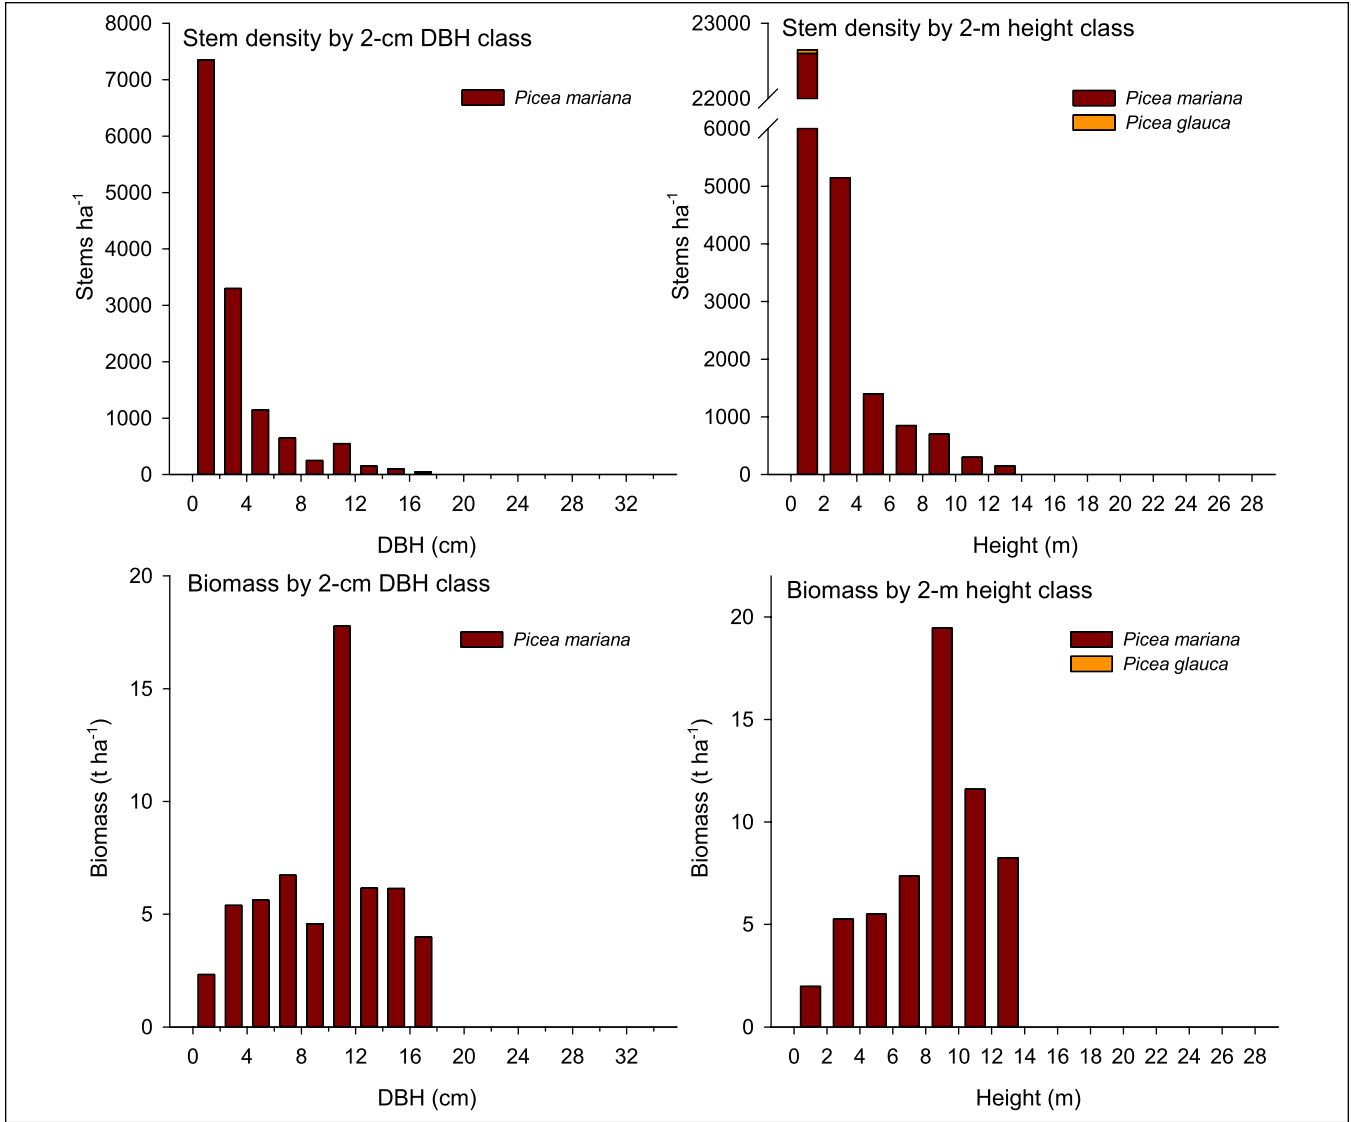 Stem density by 2-cm DBH class
Picea mariana
Stems ha-1
8000
7000
6000
5000
4000
3000
2000
1000
0
0 4 8 12 16 20 24 28 32
DBH (cm)
Stem density by 2-m height class
Picea mariana
Picea glauca
Stems ha-1
23000
22000
6000
5000
4000
3000
2000
1000
0
0 2 4 6 8 10 12 14 16 18 20 22 24 26 28
Height (m)
Biomass by 2-cm DBH class
Picea mariana
Biomass (t ha-1)
20
15
10
5
0
0 4 8 12 16 20 24 28 32
DBH (cm)
Biomass by 2-m height class
Picea mariana
Picea glauca
Biomass (t ha-1)
20
15
10
5
0
0 2 4 6 8 10 12 14 16 18 20 22 24 26 28
Height (m)